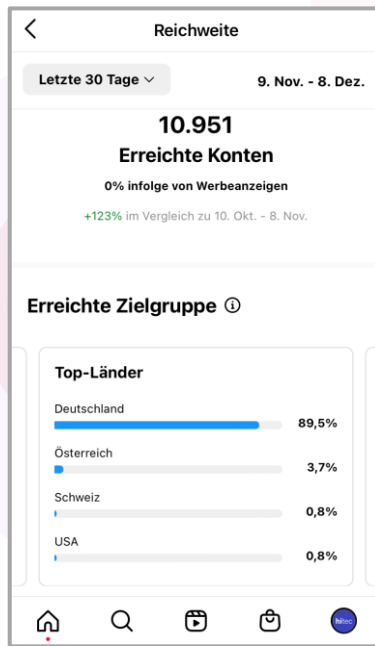 Reichweite
Letzte 30 Tage
9. Nov. - 8. Dez.
10.951
Erreichte Konten
0% infolge von Werbeanzeigen
+123% im Vergleich zu 10. Okt. - 8. Nov.
Erreichte Zielgruppe
Top-Länder
Deutschland
89,5%
Österreich
3,7%
Schweiz
0,8%
USA
0,8%
hitec